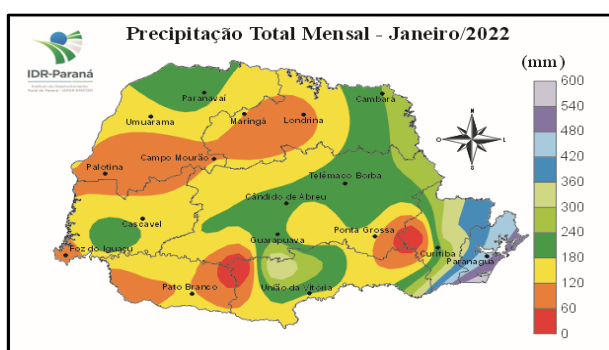 Precipitação Total Mensal - Janeiro/2022
IDR-Paraná
(mm)
600
540
480
420
360
300
240
180
120
60
0
N
O
L
S
Paranavaí
Cambará
Umuarama
Maringá
Londrina
Campo Mourão
Palotina
Telêmaco Borba
Cândido de Abreu
Cascavel
Guarapuava
Ponta Grossa
Foz do Iguaçu
Curitiba
Paranaguá
Pato Branco
União da Vitória